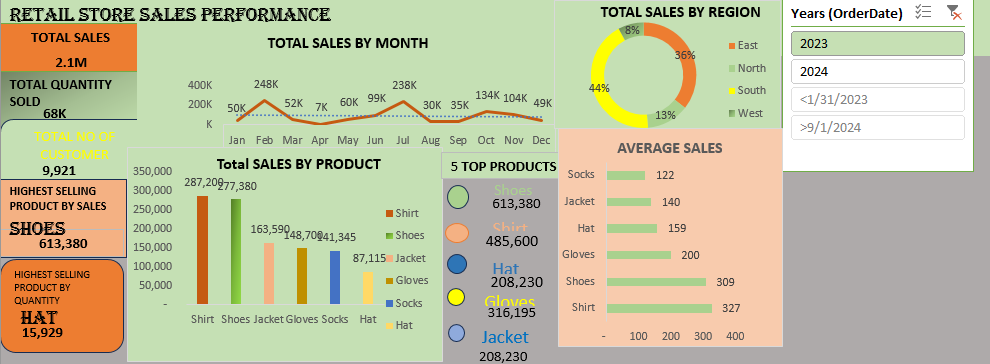 RETAIL STORE SALES PERFORMANCE
TOTAL SALES
2.1M
TOTAL QUANTITY
SOLD
68K
TOTAL NO OF
CUSTOMER
9,921
HIGHEST SELLING
PRODUCT BY SALES
SHOES
613,380
HIGHEST SELLING
PRODUCT BY
QUANTITY
HAT
15,929
TOTAL SALES BY MONTH
400K
200K
K
50K 248K 52K 7K 60K 99K 238K 30K 35K 134K 104K 49K
Jan Feb Mar Apr May Jun Jul Aug Sep Oct Nov Dec
TOTAL SALES BY REGION
8%
36%
44%
13%
East
North
South
West
Years (OrderDate)
2023
2024
<1/31/2023
>9/1/2024
Total SALES BY PRODUCT
350,000
300,000
250,000
200,000
150,000
100,000
50,000
-
287,200 277,380 163,590 148,700 141,345 87,115
Shirt Shoes Jacket Gloves Socks Hat
Shirt
Shoes
Jacket
Gloves
Socks
Hat
5 TOP PRODUCTS
Shoes
613,380
Shirt
485,600
Hat
208,230
Gloves
316,195
Jacket
208,230
AVERAGE SALES
Socks 122
Jacket 140
Hat 159
Gloves 200
Shoes 309
Shirt 327
- 100 200 300 400